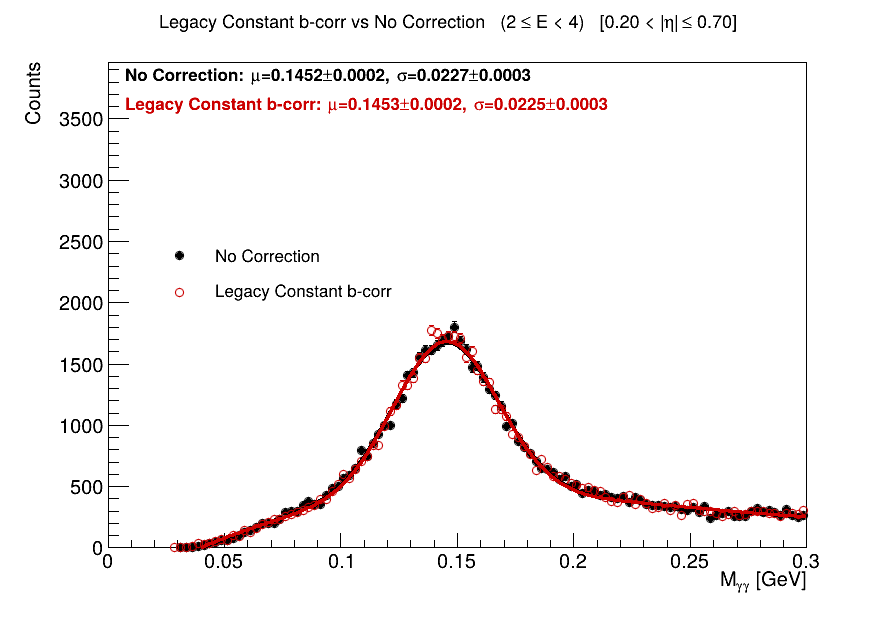 Legacy Constant b-corr vs No Correction (2 ≤ E < 4) [0.20 < |η| ≤ 0.70]
Counts
No Correction: μ=0.1452±0.0002, σ=0.0227±0.0003
Legacy Constant b-corr: μ=0.1453±0.0002, σ=0.0225±0.0003
3500
3000
2500
2000
1500
1000
500
0
No Correction
Legacy Constant b-corr
0 0.05 0.1 0.15 0.2 0.25 0.3
Mγγ [GeV]